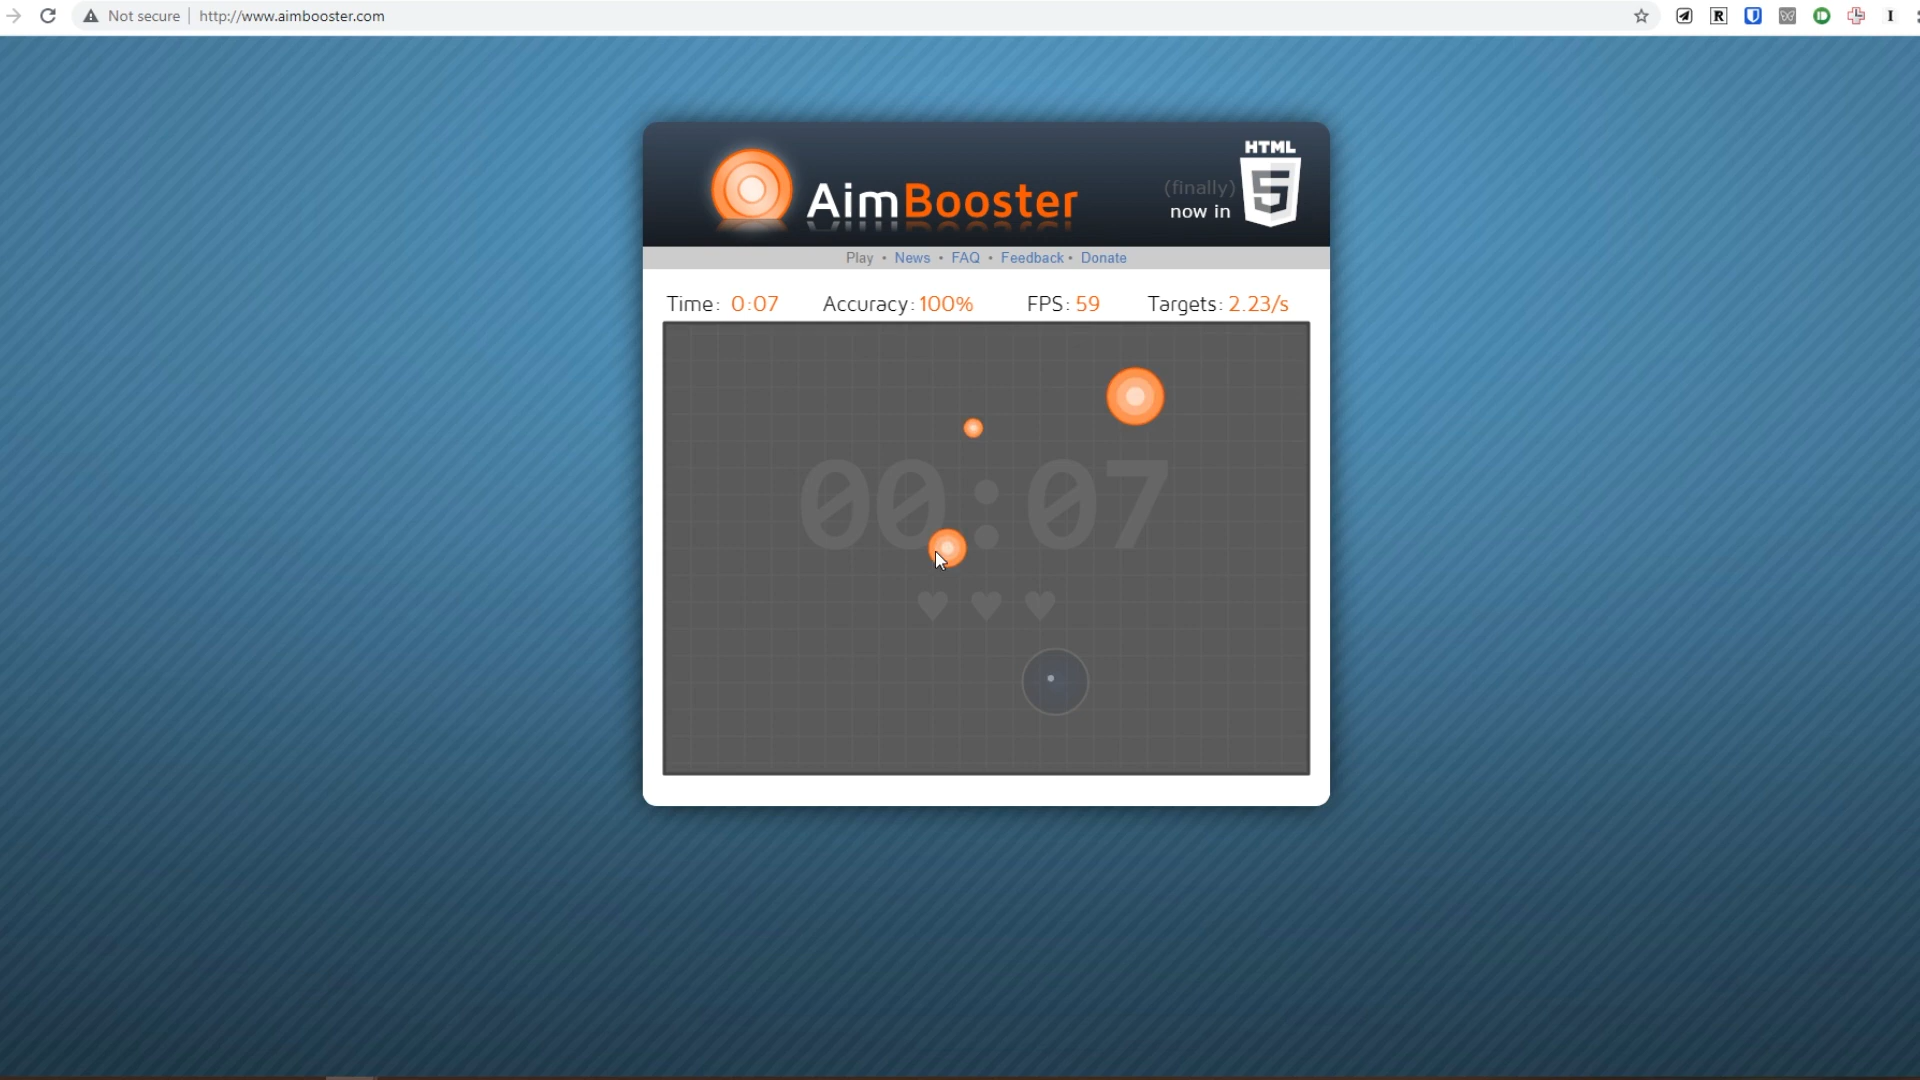 Not secure http://www.aimbooster.com
HTML
AimBooster
(finally)
now in
Play • News • FAQ • Feedback • Donate
Time: 0:07 Accuracy: 100% FPS: 59 Targets: 2.23/s
00:07